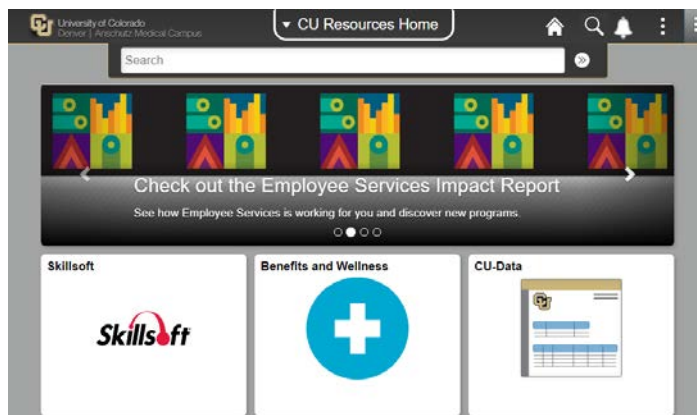 University of Colorado
Denver | Anschutz Medical Campus
CU Resources Home
Search
Check out the Employee Services Impact Report
See how Employee Services is working for you and discover new programs.
Skillsoft
Benefits and Wellness
CU-Data
Skillsoft
CU